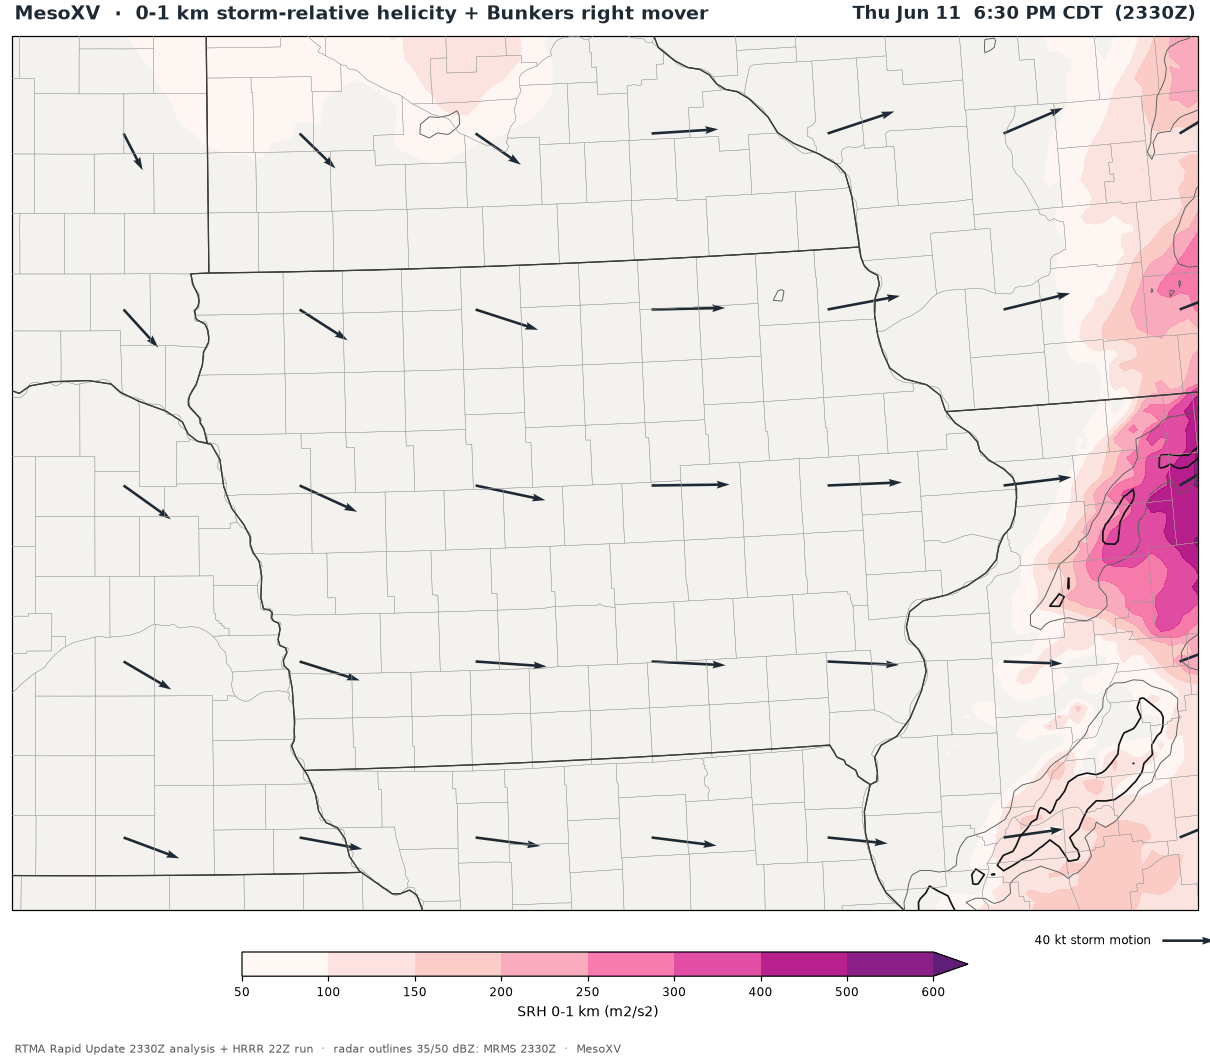 MesoXV · 0-1 km storm-relative helicity + Bunkers right mover
Thu Jun 11 6:30 PM CDT (2330Z)
40 kt storm motion
50 100 150 200 250 300 400 500 600
SRH 0-1 km (m2/s2)
RTMA Rapid Update 2330Z analysis + HRRR 22Z run · radar outlines 35/50 dBZ: MRMS 2330Z · MesoXV